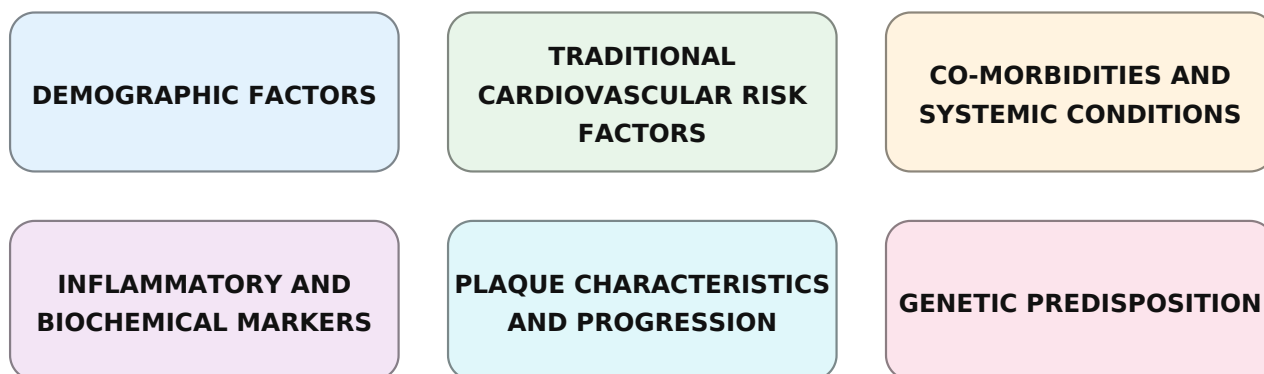 DEMOGRAPHIC FACTORS
TRADITIONAL
CARDIOVASCULAR RISK
FACTORS
CO-MORBIDITIES AND
SYSTEMIC CONDITIONS
INFLAMMATORY AND
BIOCHEMICAL MARKERS
PLAQUE CHARACTERISTICS
AND PROGRESSION
GENETIC PREDISPOSITION